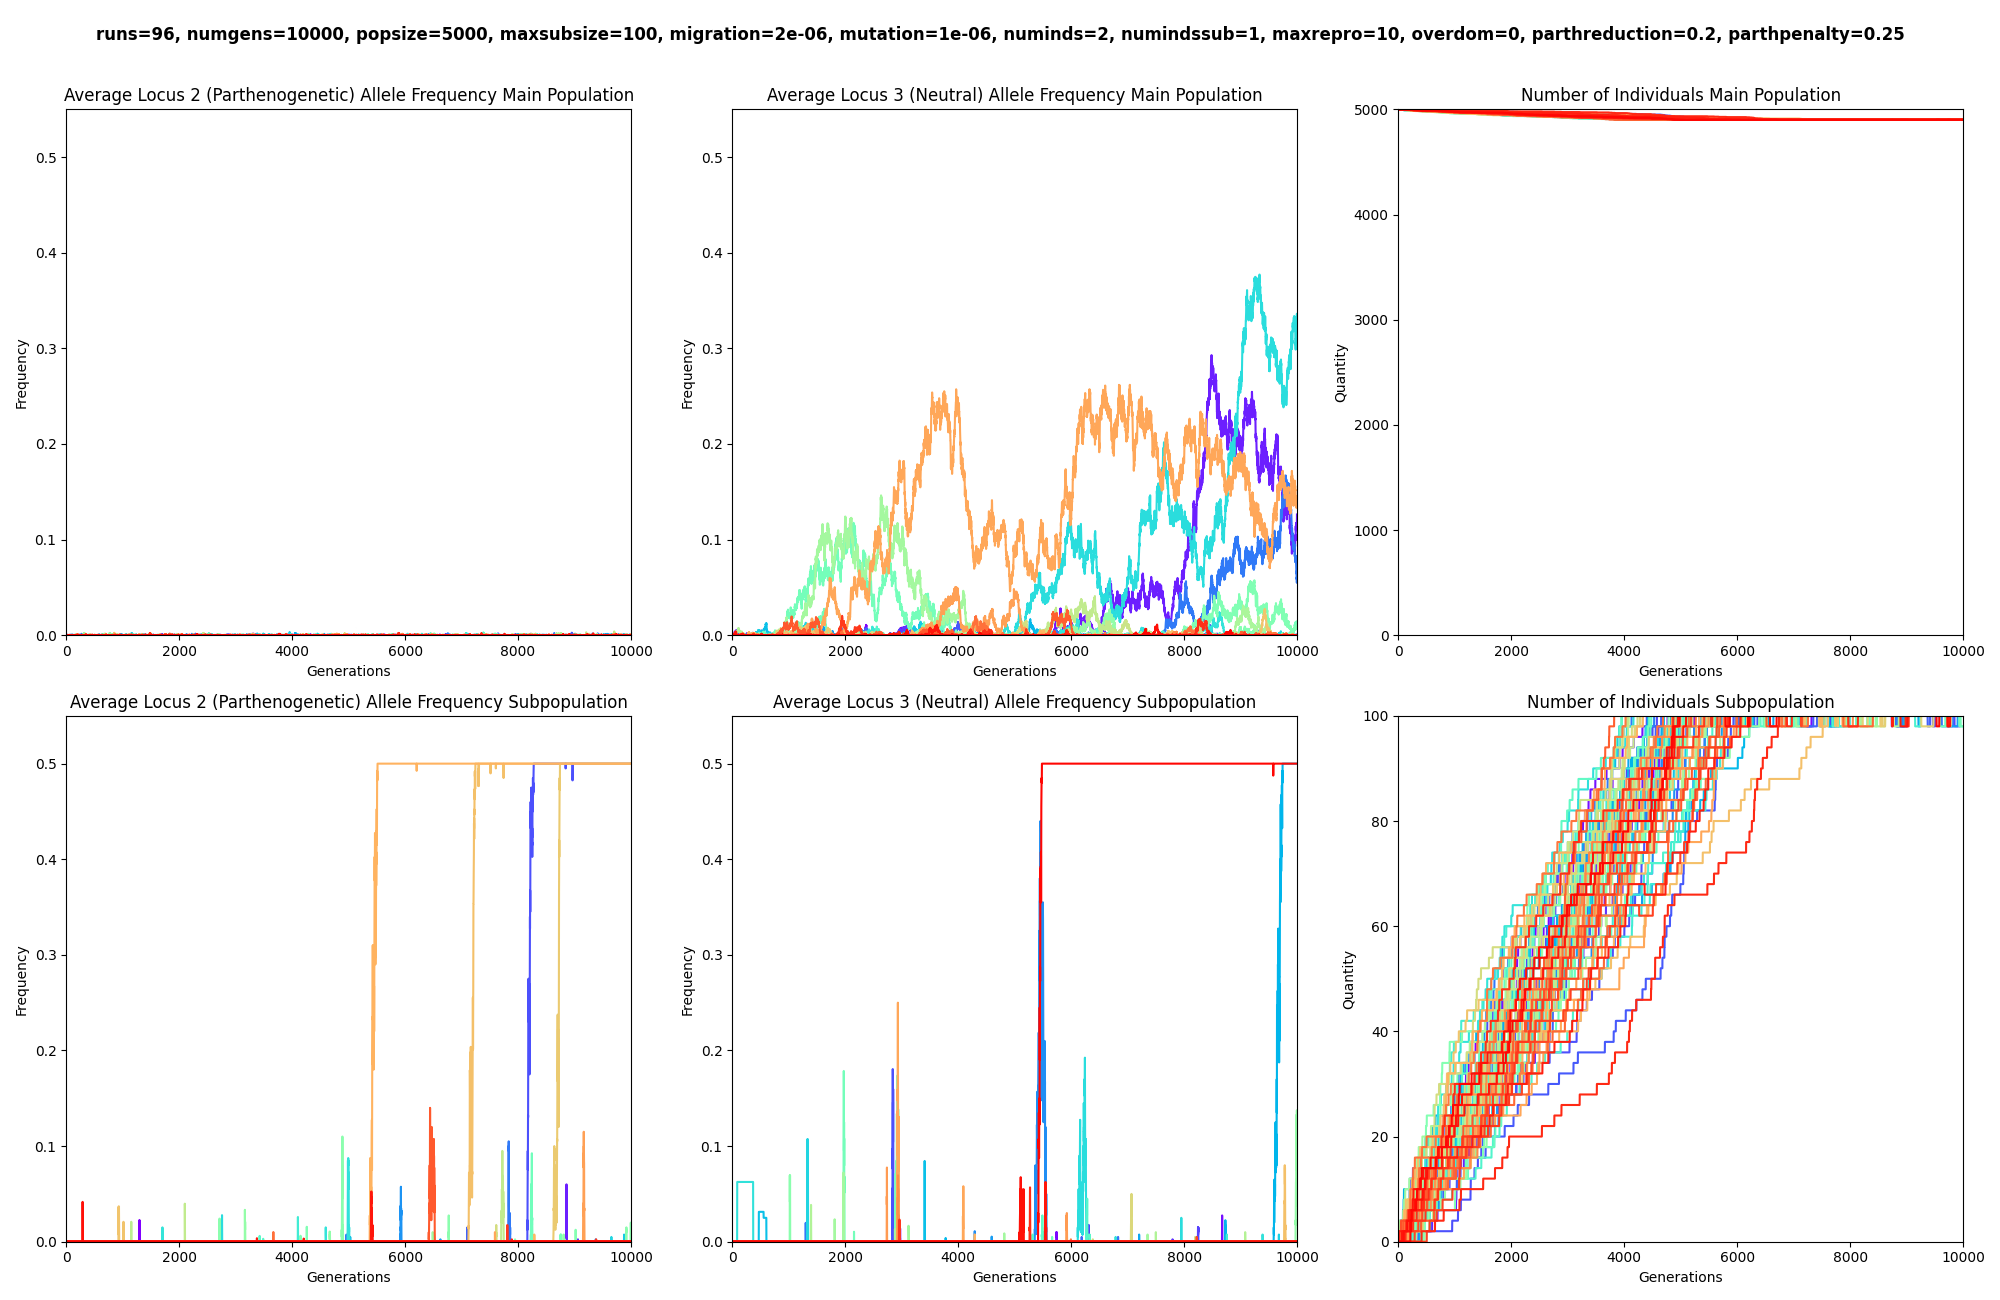 runs=96, numgens=10000, popsize=5000, maxsubsize=100, migration=2e-06, mutation=1e-06, numinds=2, numindssub=1, maxrepro=10, overdom=0, parthreduction=0.2, parthpenalty=0.25
Average Locus 2 (Parthenogenetic) Allele Frequency Main Population
Frequency
0.5
0.4
0.3
0.2
0.1
0.0
0 2000 4000 6000 8000 10000
Generations
Average Locus 3 (Neutral) Allele Frequency Main Population
Frequency
0.5
0.4
0.3
0.2
0.1
0.0
0 2000 4000 6000 8000 10000
Generations
Number of Individuals Main Population
Quantity
5000
4000
3000
2000
1000
0
0 2000 4000 6000 8000 10000
Generations
Average Locus 2 (Parthenogenetic) Allele Frequency Subpopulation
Frequency
0.5
0.4
0.3
0.2
0.1
0.0
0 2000 4000 6000 8000 10000
Generations
Average Locus 3 (Neutral) Allele Frequency Subpopulation
Frequency
0.5
0.4
0.3
0.2
0.1
0.0
0 2000 4000 6000 8000 10000
Generations
Number of Individuals Subpopulation
Quantity
100
80
60
40
20
0
0 2000 4000 6000 8000 10000
Generations